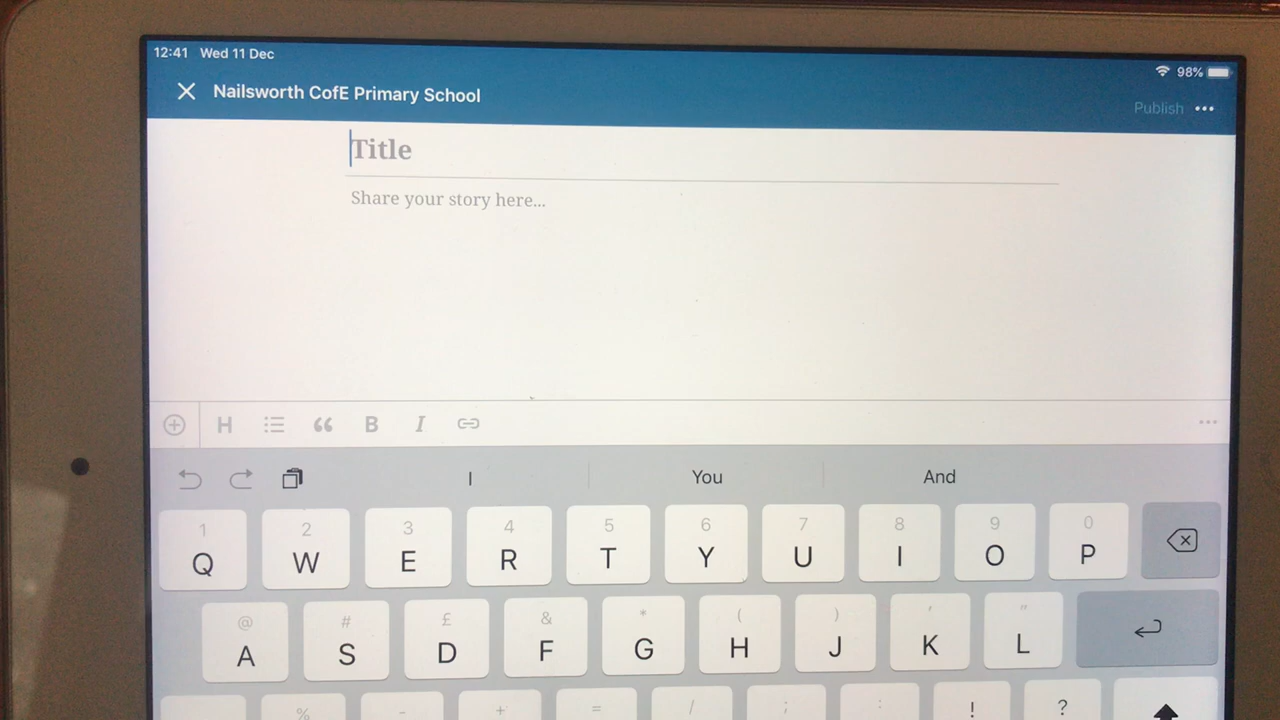 12:41 Wed 11 Dec
98%
Nailsworth CofE Primary School
Publish
Title
Share your story here...
H B I
I You And
1 2 3 4 5 6 7 8 9 0
Q W E R T Y U I O P
@ # £ & * ( ) ' "
A S D F G H J K L
% - + = / ; : ! ?